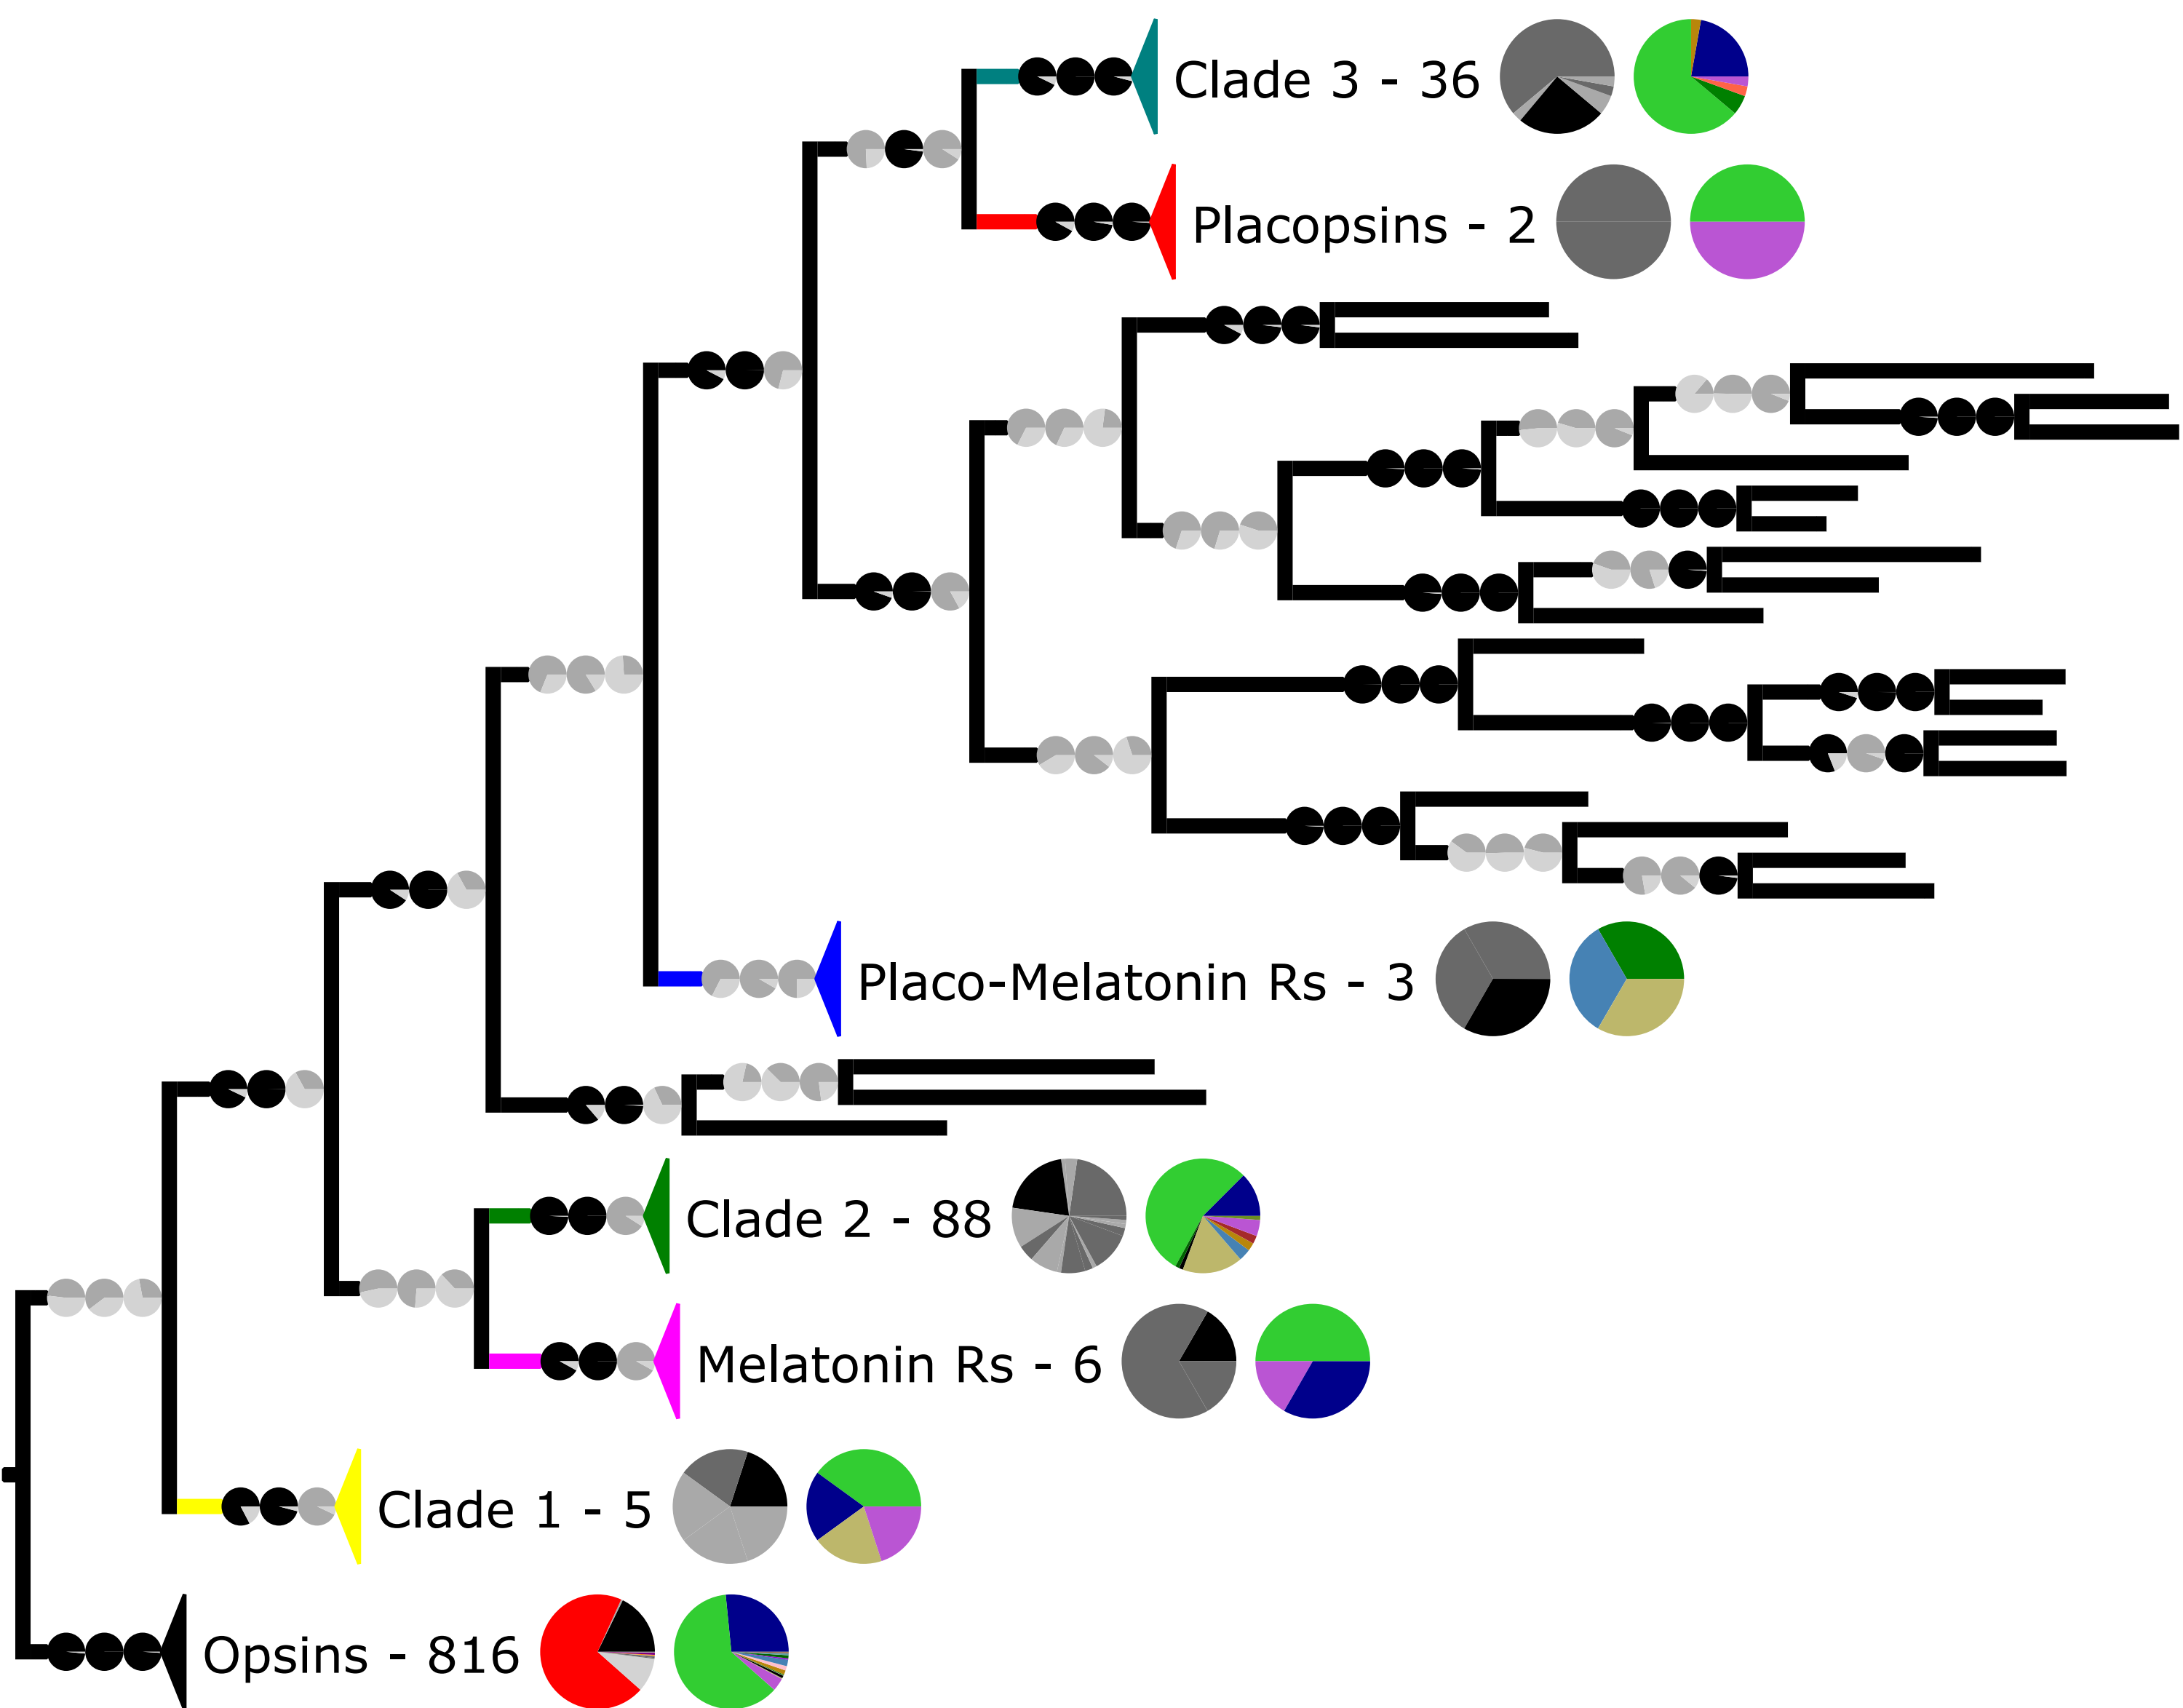 Clade 3 - 36
Placopsins - 2
Placo-Melatonin Rs - 3
Clade 2 - 88
Melatonin Rs - 6
Clade 1 - 5
Opsins - 816